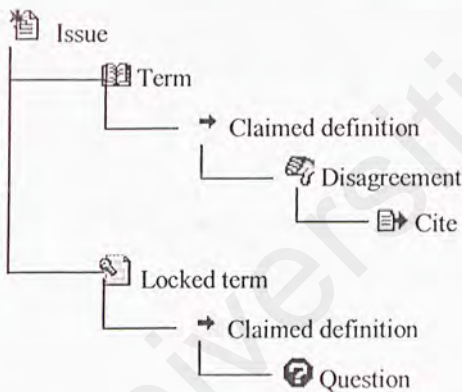 Issue
Term
Claimed definition
Disagreement
Cite
Locked term
Claimed definition
Question